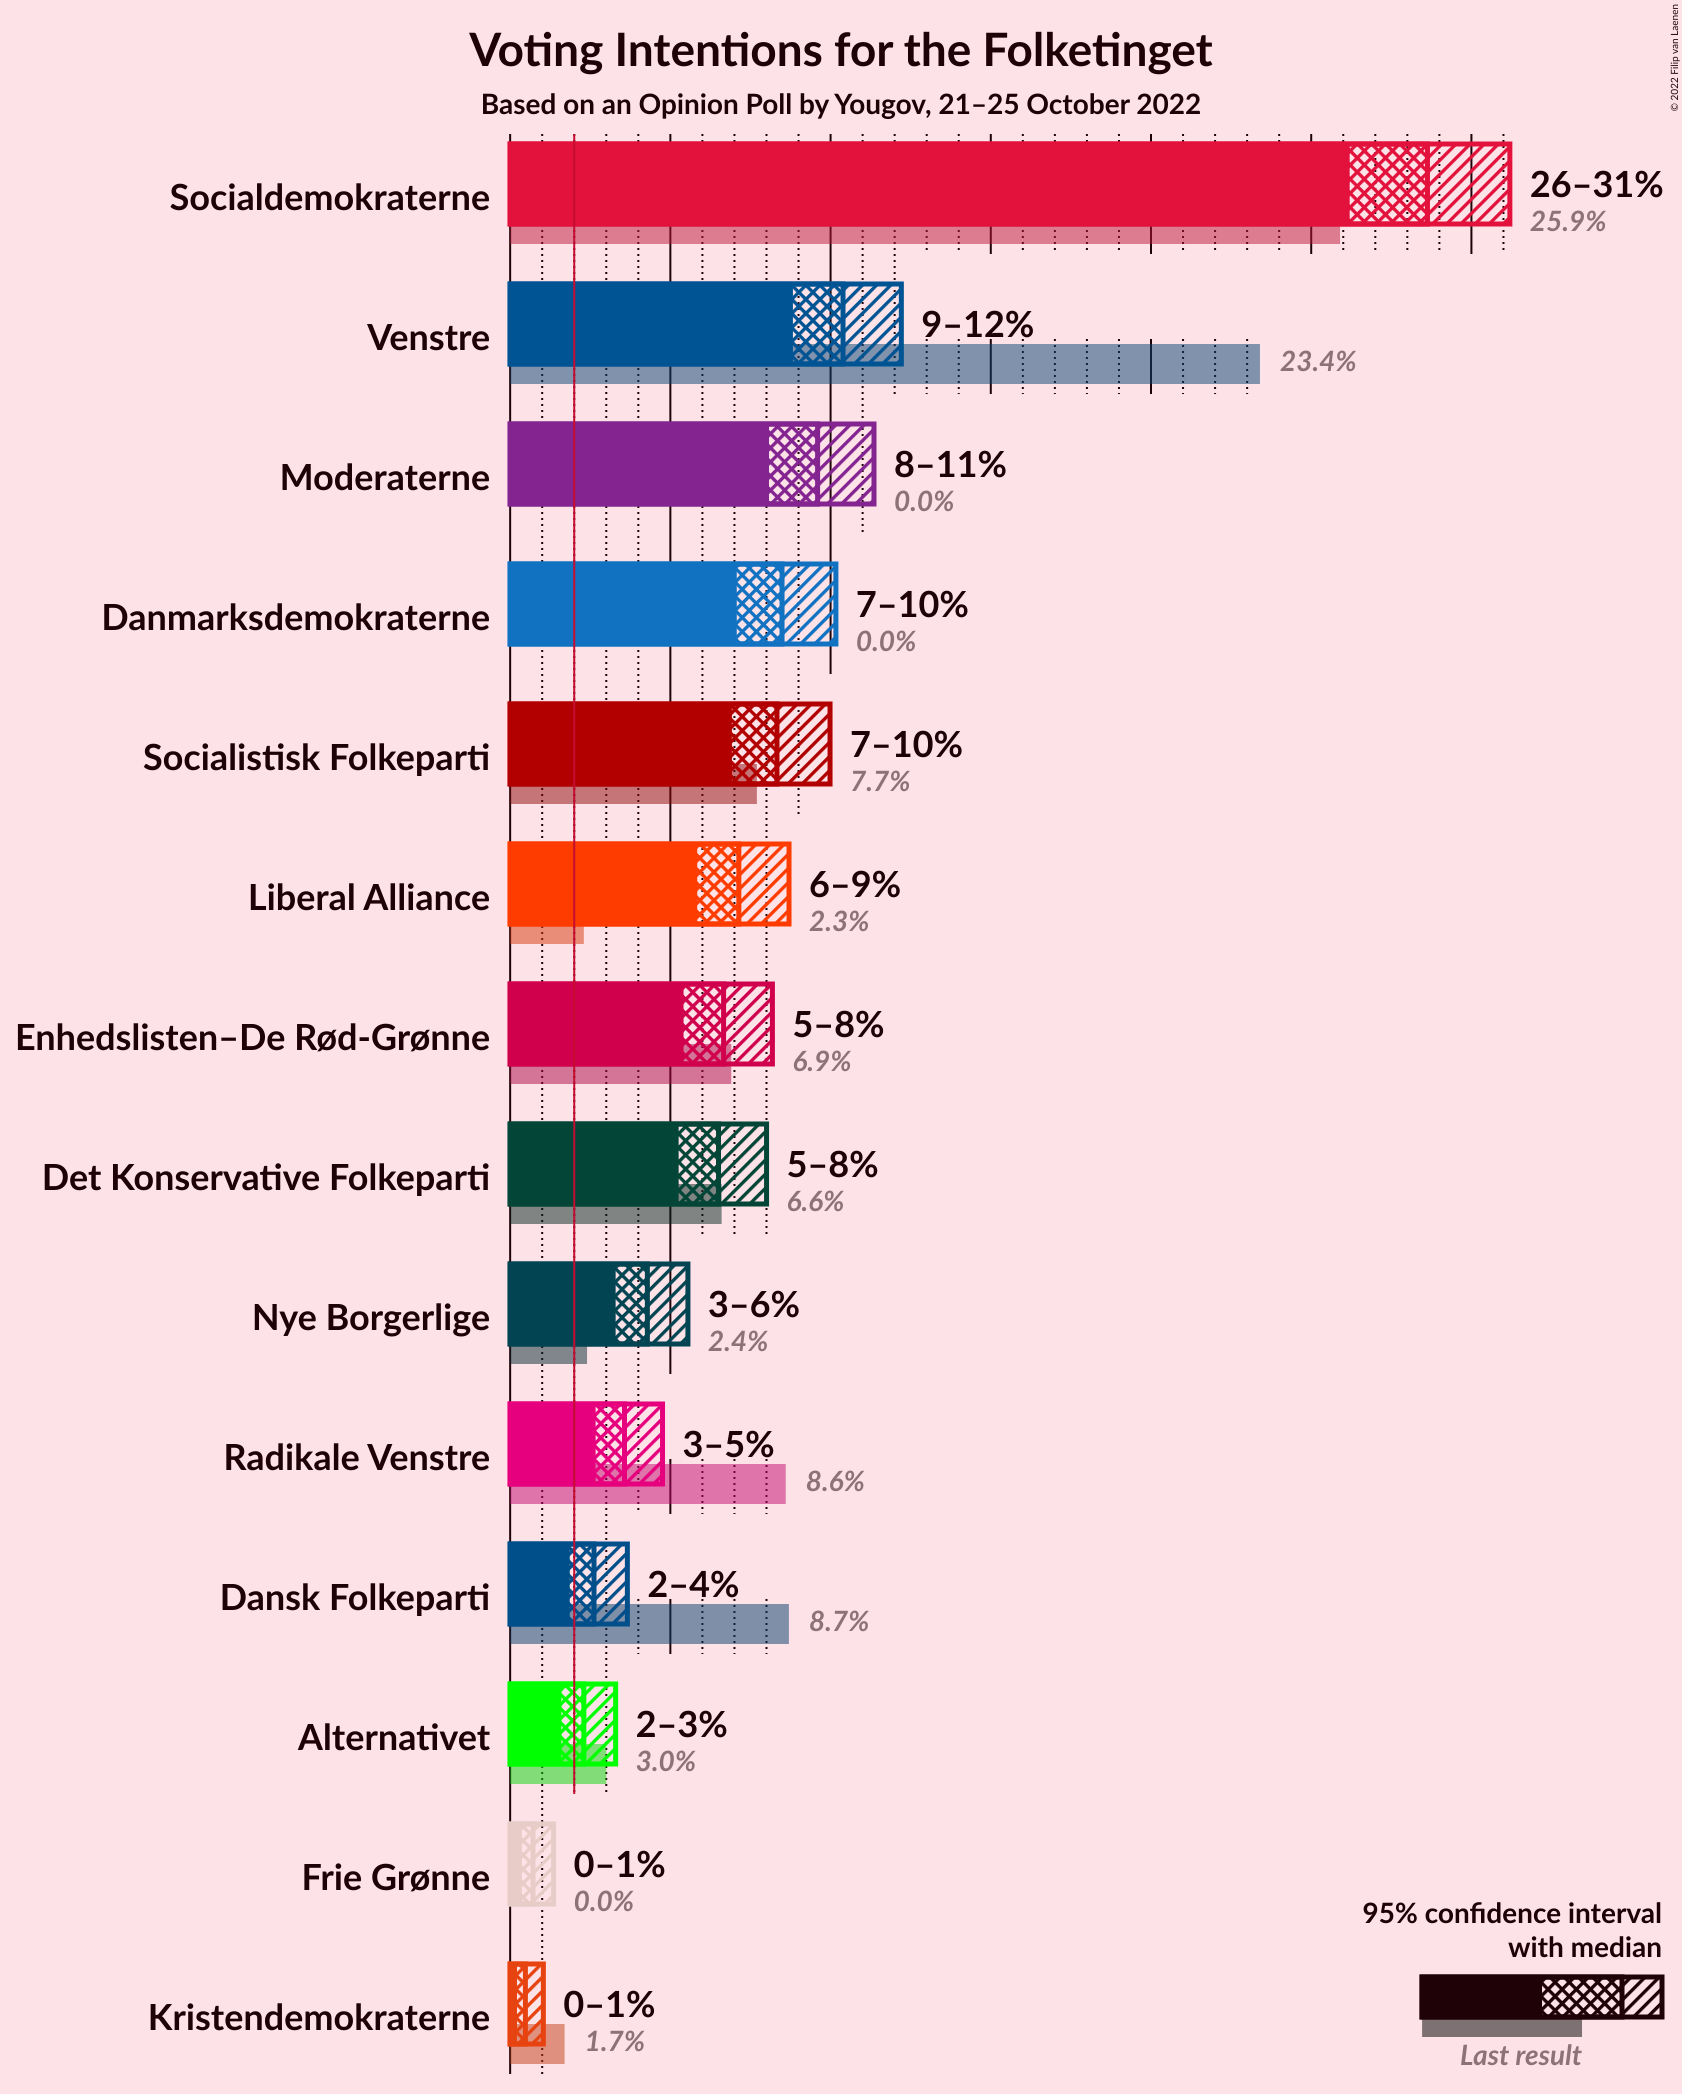 Voting Intentions for the Folketinget
Based on an Opinion Poll by Yougov, 21–25 October 2022
© 2022 Filip van Laenen
Socialdemokraterne
26–31%
25.9%
Venstre
9–12%
23.4%
Moderaterne
8–11%
0.0%
Danmarksdemokraterne
7–10%
0.0%
Socialistisk Folkeparti
7–10%
7.7%
Liberal Alliance
6–9%
2.3%
Enhedslisten–De Rød-Grønne
5–8%
6.9%
Det Konservative Folkeparti
5–8%
6.6%
Nye Borgerlige
3–6%
2.4%
Radikale Venstre
3–5%
8.6%
Dansk Folkeparti
2–4%
8.7%
Alternativet
2–3%
3.0%
Frie Grønne
0–1%
0.0%
Kristendemokraterne
0–1%
1.7%
95% confidence interval
with median
Last result